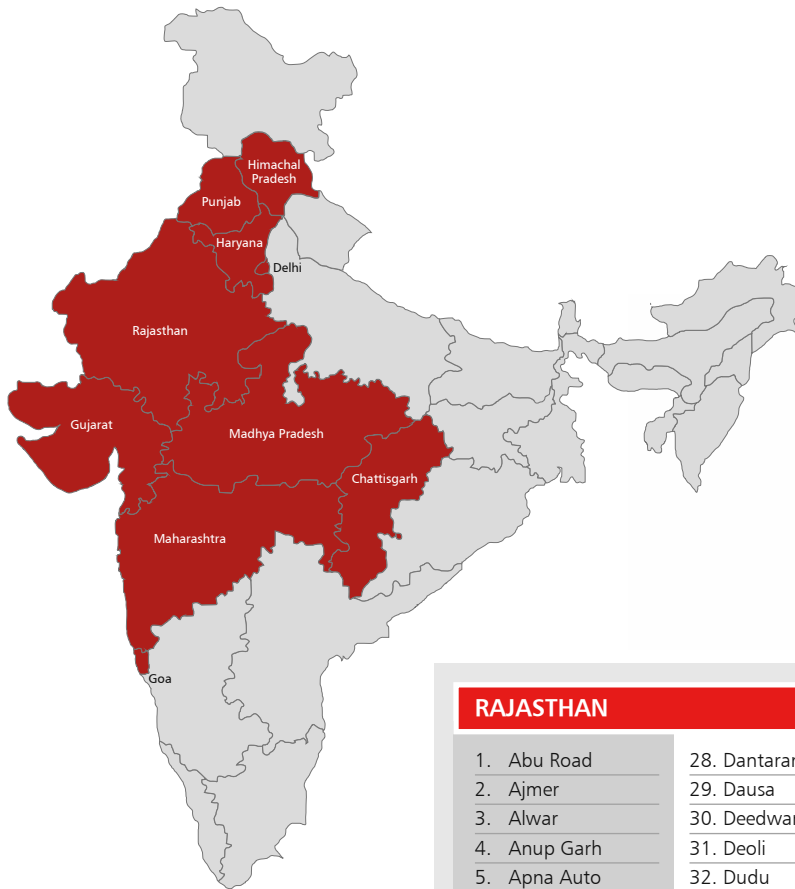 Himachal
Pradesh
Punjab
Haryana
Delhi
Rajasthan
Gujarat
Madhya Pradesh
Chattisgarh
Maharashtra
Goa
RAJASTHAN
1. Abu Road
2. Ajmer
3. Alwar
4. Anup Garh
5. Apna Auto
28.
29. Dausa
30.
31. Deoli
32. Dudu